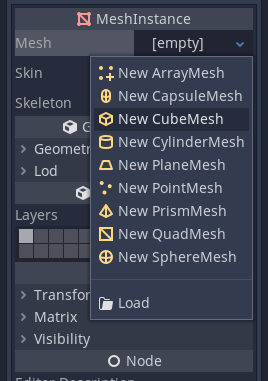 MeshInstance
Mesh
[empty]
New ArrayMesh
Skin
New CapsuleMesh
Skeleton
New CubeMesh
G
New CylinderMesh
Geometr
New PlaneMesh
Lod
New PointMesh
New PrismMesh
Layers
New QuadMesh
New SphereMesh
Transfor
Load
Matrix
Visibility
Node